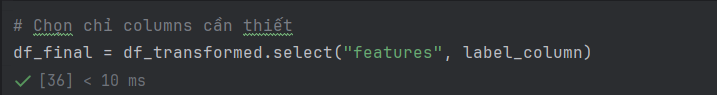 # Chọn chỉ columns cần thiết
df_final = df_transformed.select("features", label_column)
[36] < 10 ms